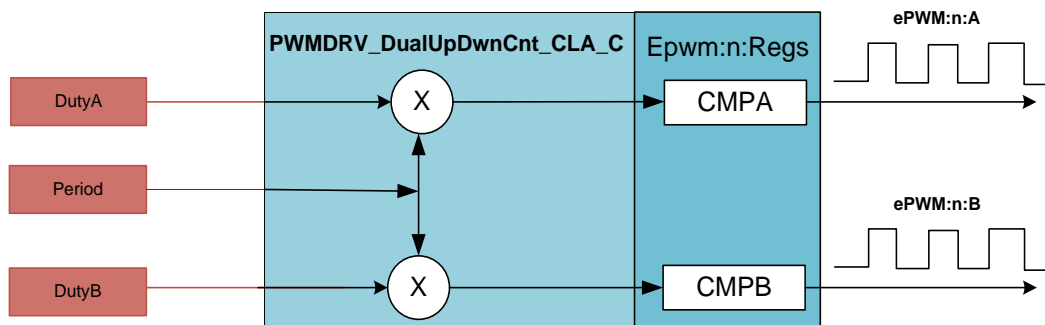 PWMDRV_DualUpDwnCnt_CLA_C
Epwm:n:Regs
ePWM:n:A
DutyA
X
CMPA
Period
ePWM:n:B
DutyB
X
CMPB